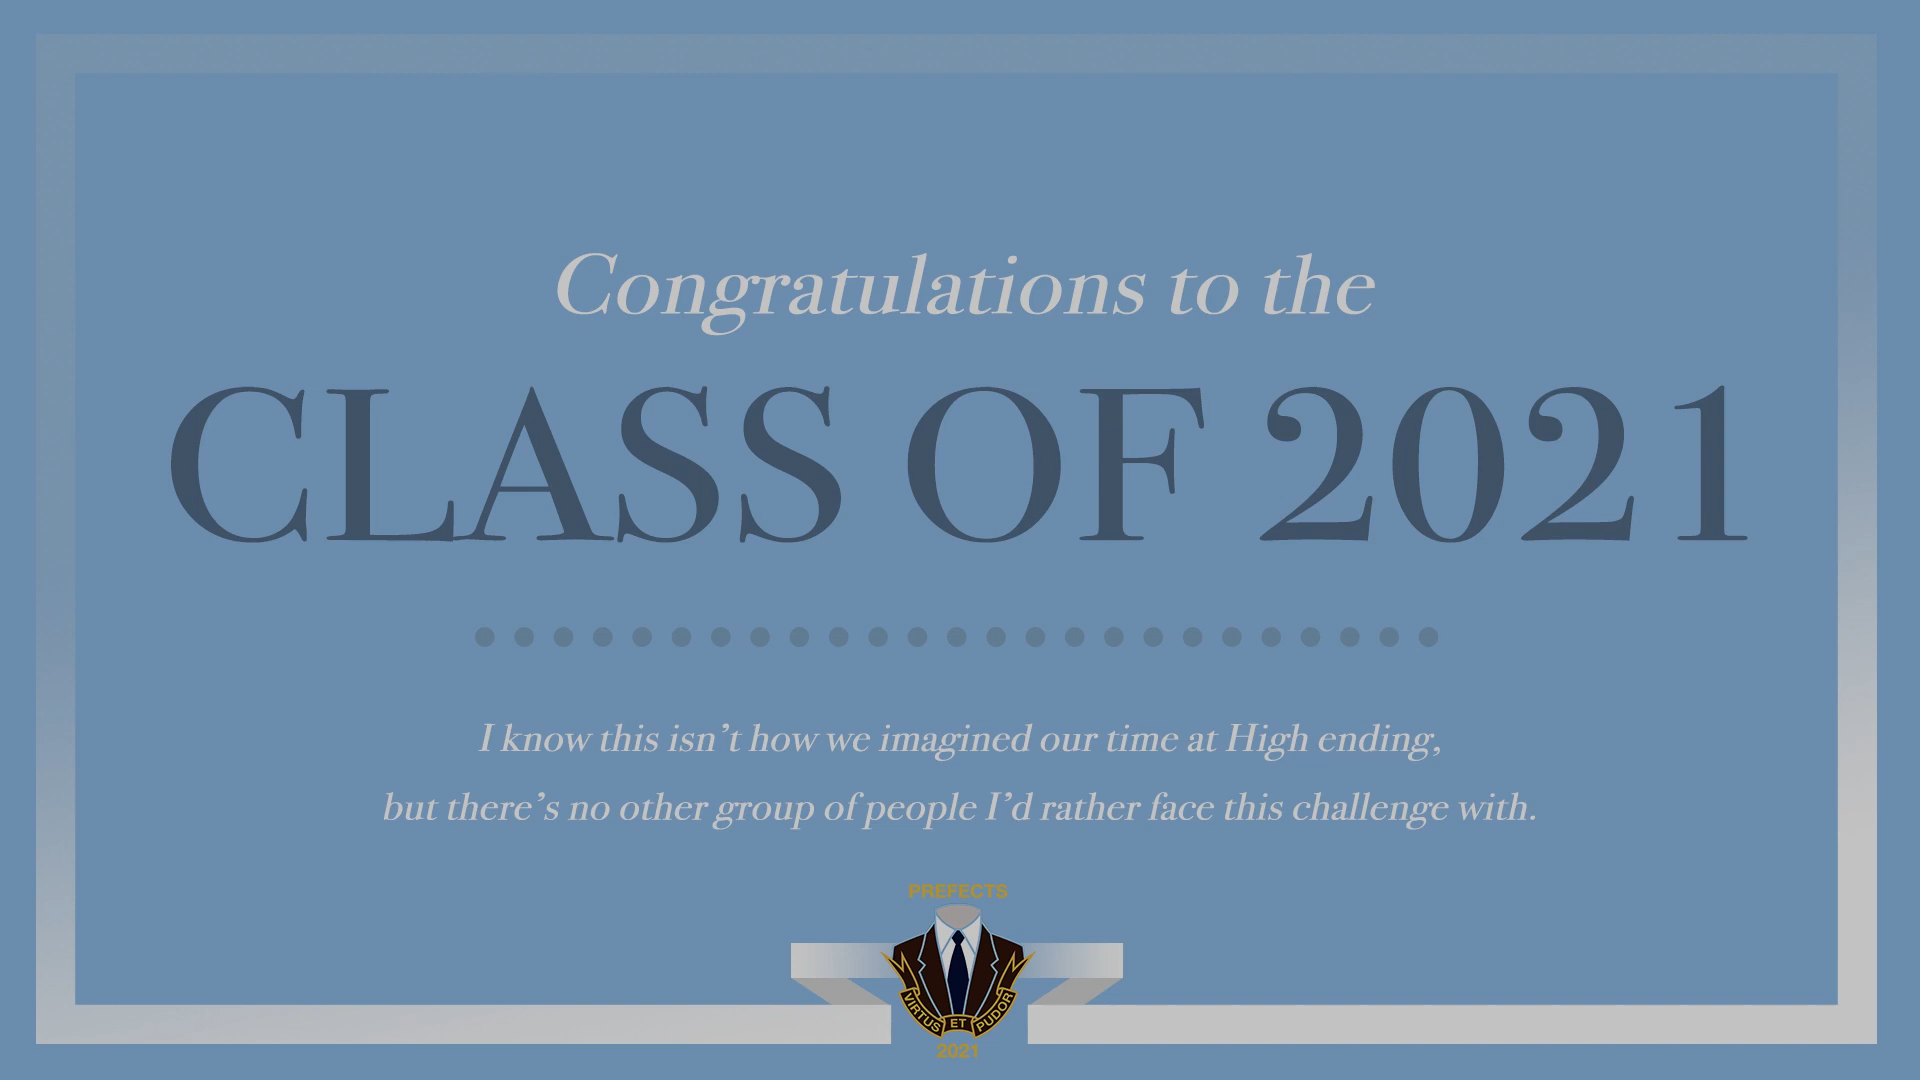 Congratulations to the
CLASS OF 2021
I know this isn’t how we imagined our time at High ending,
but there’s no other group of people I’d rather face this challenge with.
PREFECTS
VIRTUS ET PUDOR
2021